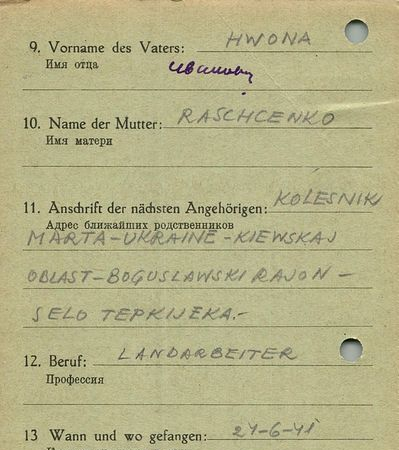 9. Vorname des Vaters: HWONA
Имя отца
10. Name der Mutter: RASCHCENKO
Имя матери
11. Anschrift der nächsten Angehörigen: KOLESNIK
Адрес ближайших родственников
MARTA-UKRAINE-KIEWSKAJ
OBLAST-BOGUSLAWSKI RAJON-
SELO TEPKIJEKA.-
12. Beruf: LANDARBEITER
Профессия
13 Wann und wo gefangen: 21-6-41